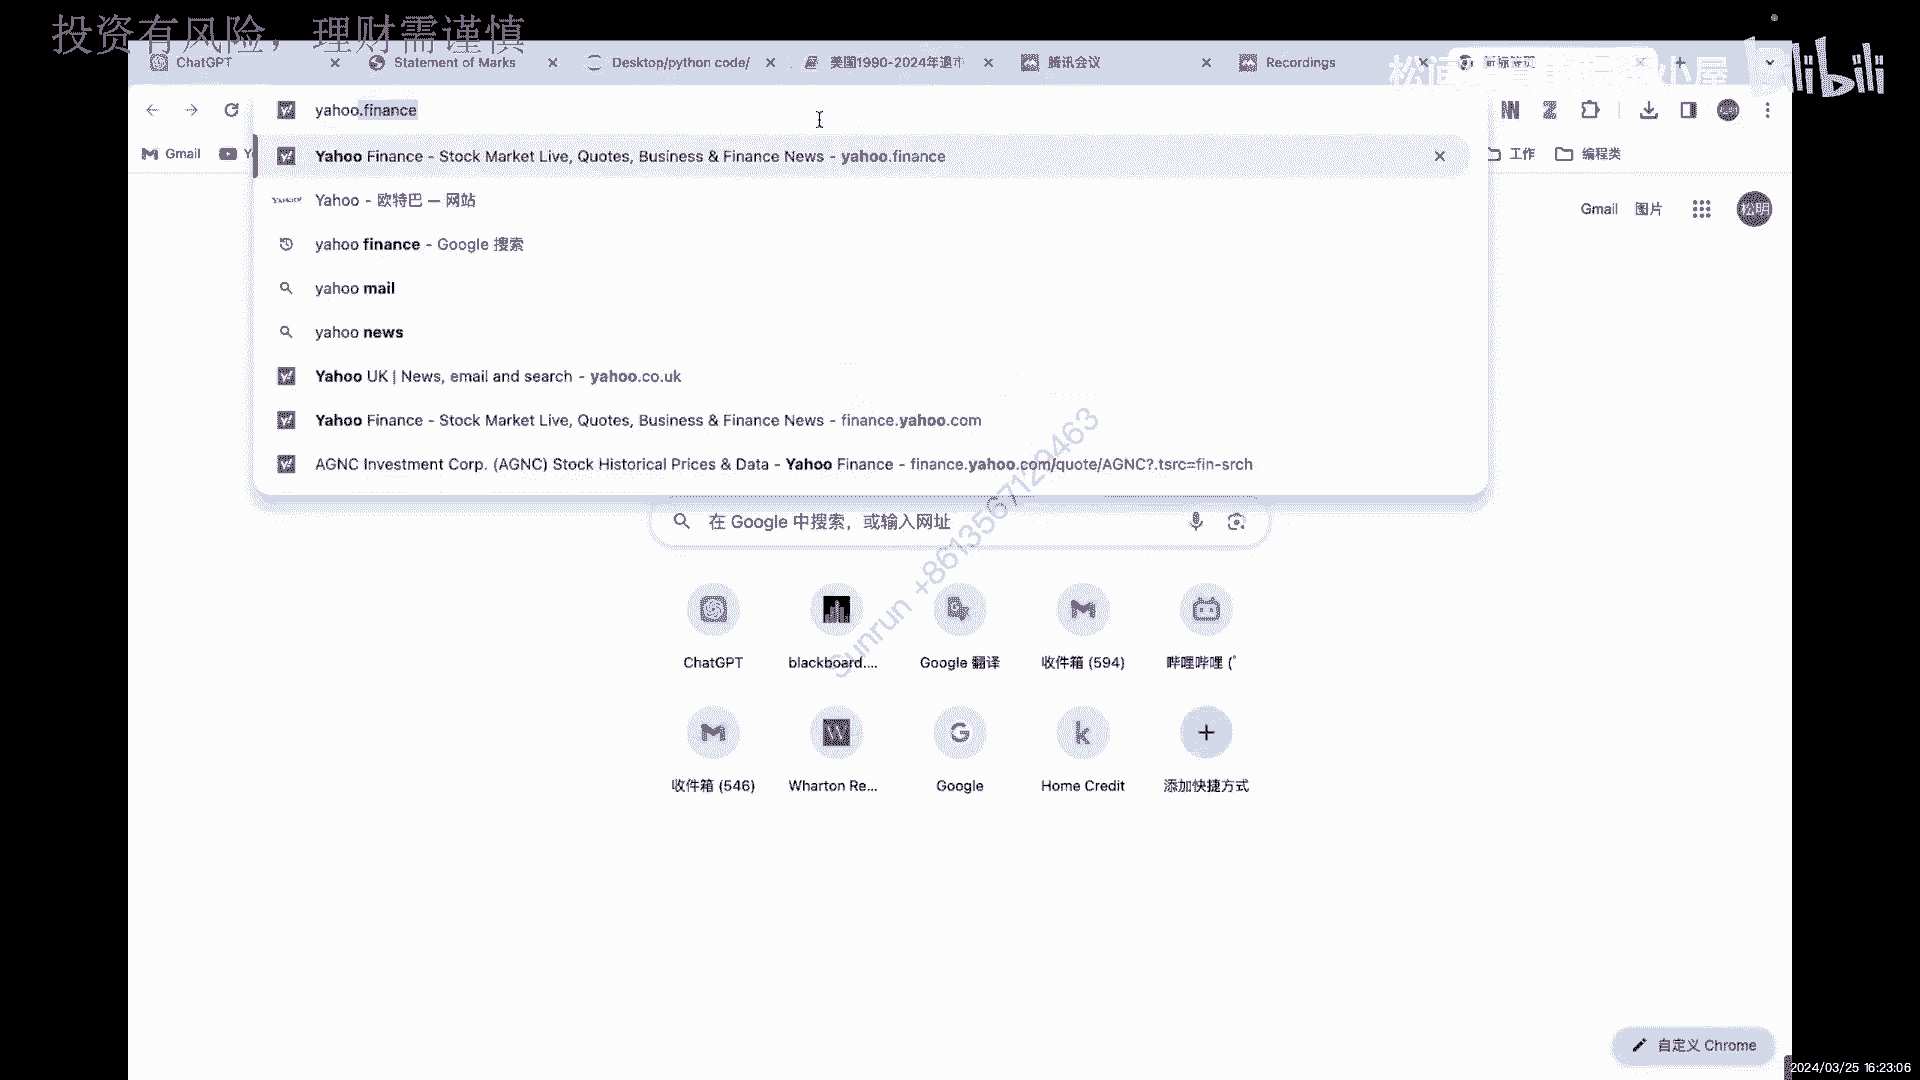 投资有风险，理财需谨慎
ChatGPT
Statement of Marks
Desktop/python code/
美国1990-2024年退市
腾讯会议
Recordings
新标签页
小屋
bilibili
yahoo.finance
Gmail
工作
编程类
Yahoo Finance - Stock Market Live, Quotes, Business & Finance News - yahoo.finance
Yahoo - 欧特巴 — 网站
yahoo finance - Google 搜索
yahoo mail
yahoo news
Yahoo UK | News, email and search - yahoo.co.uk
Yahoo Finance - Stock Market Live, Quotes, Business & Finance News - finance.yahoo.com
AGNC Investment Corp. (AGNC) Stock Historical Prices & Data - Yahoo Finance - finance.yahoo.com/quote/AGNC?.tsrc=fin-srch
Gmail 图片
松明
在 Google 中搜索，或输入网址
Sunrun +8613567129463
ChatGPT
blackboard....
Google 翻译
收件箱 (594)
哔哩哔哩 (゜
收件箱 (546)
Wharton Re...
Google
Home Credit
添加快捷方式
自定义 Chrome
2024/03/25 16:23:06